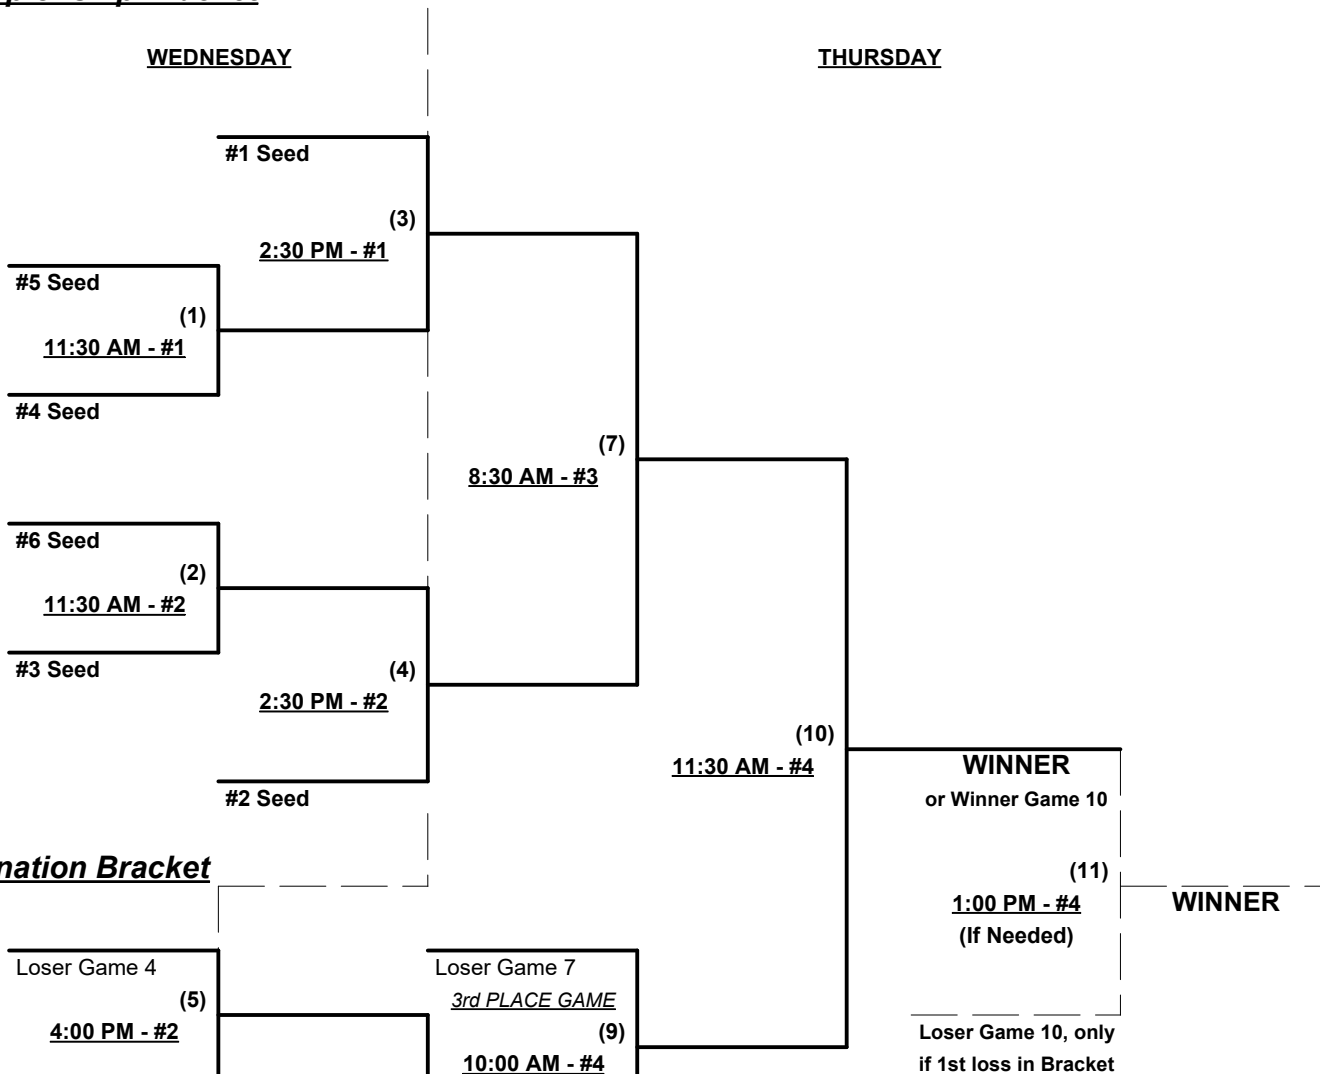 WEDNESDAY
THURSDAY
#1 Seed
(3)
2:30 PM - #1
#5 Seed
(1)
11:30 AM - #1
#4 Seed
(7)
8:30 AM - #3
#6 Seed
(2)
11:30 AM - #2
#3 Seed
(4)
2:30 PM - #2
#2 Seed
(10)
11:30 AM - #4
WINNER
or Winner Game 10
Bracket
(11)
1:00 PM - #4
(If Needed)
WINNER
Loser Game 4
(5)
4:00 PM - #2
Loser Game 7
3rd PLACE GAME
(9)
10:00 AM - #4
Loser Game 10, only
if 1st loss in Bracket